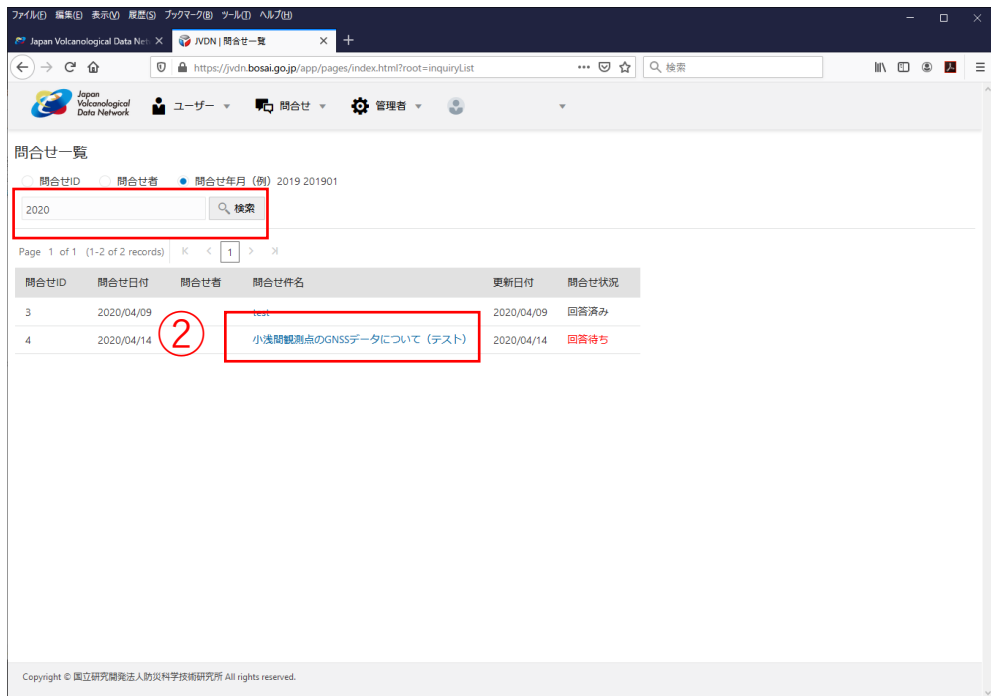 ファイル(F) 編集(E) 表示(V) 履歴(S) ブックマーク(B) ツール(T) ヘルプ(H)
Japan Volcanological Data Net JVDN | 問合せ一覧
https://jvdn.bosai.go.jp/app/pages/index.html?root=inquiryList 検索
Japan
Volcanological
Data Network
ユーザー 問合せ 管理者
問合せ一覧
問合せID 問合せ者 問合せ年月 (例) 2019 201901
2020 検索
Page 1 of 1 (1-2 of 2 records) K < 1 > X
問合せID 問合せ日付 問合せ者 問合せ件名 更新日付 問合せ状況
3 2020/04/09 test 2020/04/09 回答済み
4 2020/04/14 ② 小浅間観測点のGNSSデータについて（テスト） 2020/04/14 回答待ち
Copyright © 国立研究開発法人防災科学技術研究所 All rights reserved.